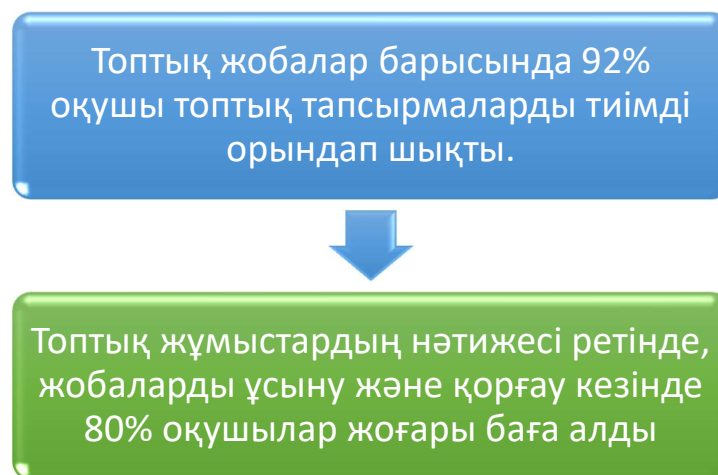 Топтық жобалар барысында 92%
оқушы топтық тапсырмаларды тиімді
орындап шықты.
Топтық жұмыстардың нәтижесі ретінде,
жобаларды ұсыну және қорғау кезінде
80% оқушылар жоғары баға алды